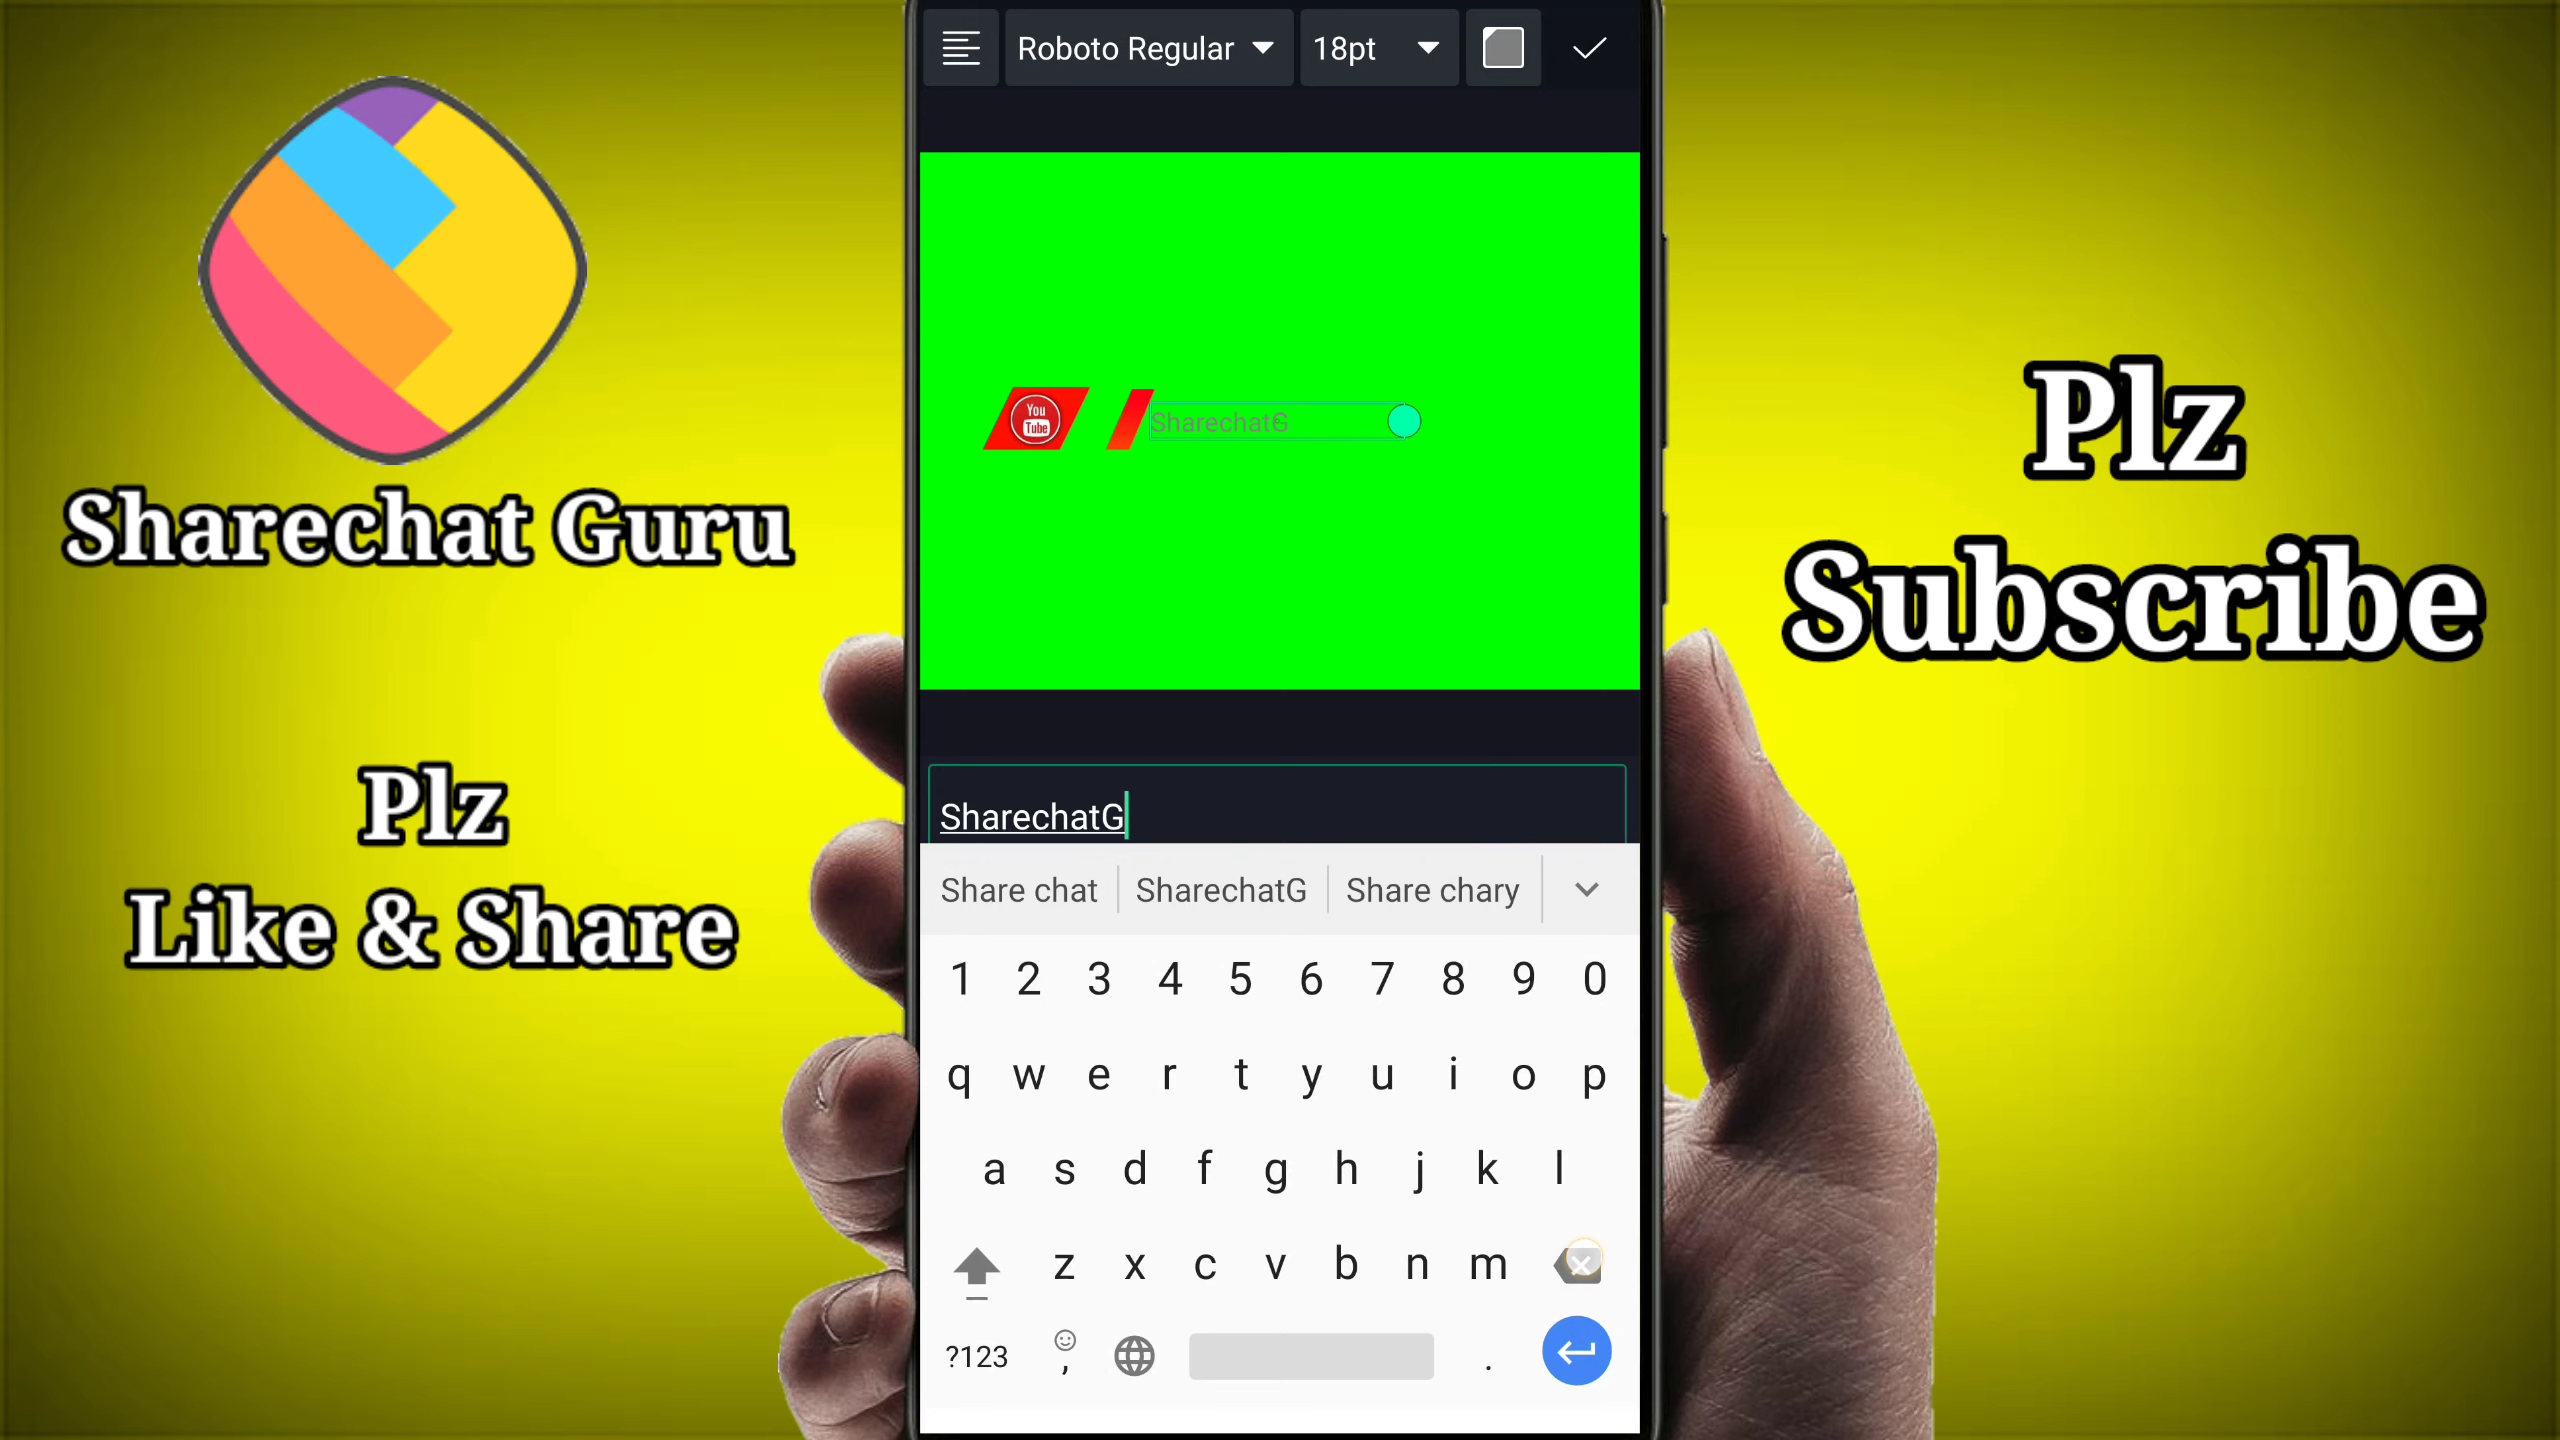 Roboto Regular 18pt
You
Tube
SharechatG
Sharechat Guru
Plz
Like & Share
Plz
Subscribe
SharechatG
Share chat SharechatG Share chary
1 2 3 4 5 6 7 8 9 0
q w e r t y u i o p
a s d f g h j k l
z x c v b n m
?123 , .